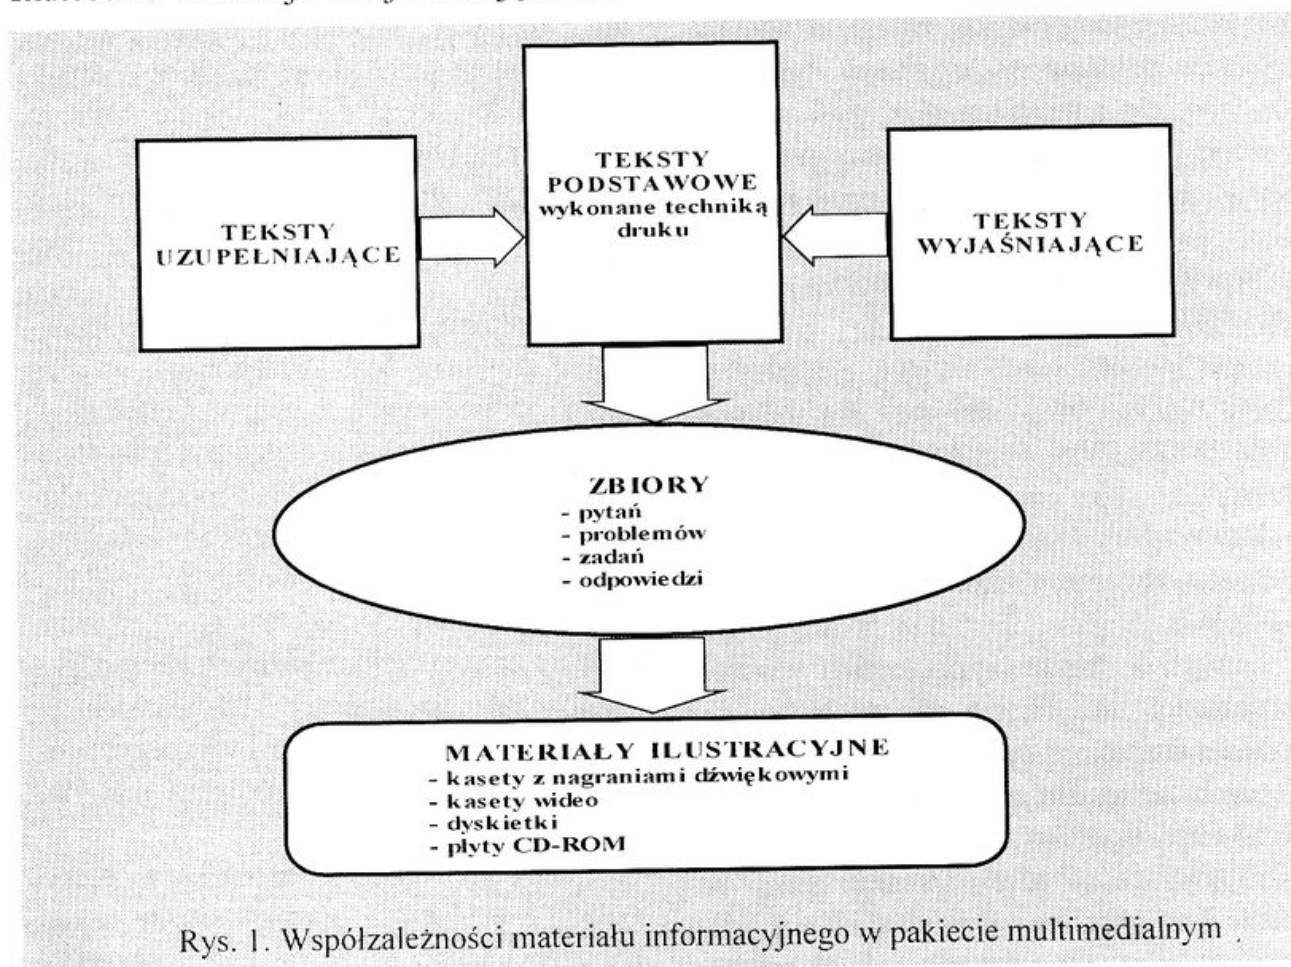 TEKSTY
UZUPEŁNIAJĄCE
TEKSTY
PODSTAWOWE
wykonane techniką
druku
TEKSTY
WYJAŚNIAJĄCE
ZBIORY
- pytań
- problemów
- zadań
- odpowiedzi
MATERIAŁY ILUSTRACYJNE
- kasety z nagraniami dźwiękowymi
- kasety wideo
- dyskietki
- płyty CD-ROM
Rys. 1. Współzależności materiału informacyjnego w pakiecie multimedialnym